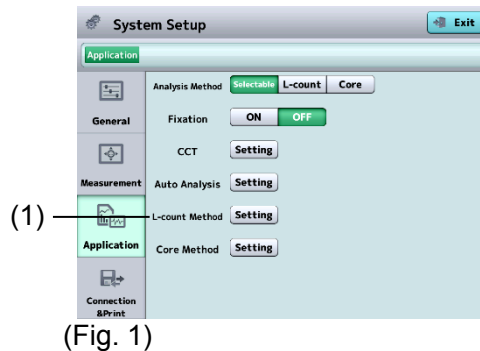 System Setup
Exit
Application
Analysis Method Selectable L-count Core
General
Fixation ON OFF
CCT Setting
Measurement
Auto Analysis Setting
(1)
L-count Method Setting
Application
Core Method Setting
Connection
&Print
(Fig. 1)